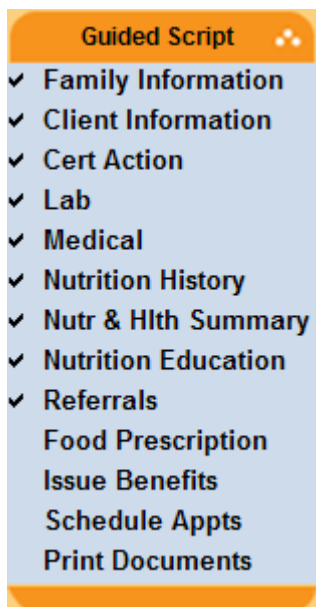 Guided Script
✓ Family Information
✓ Client Information
✓ Cert Action
✓ Lab
✓ Medical
✓ Nutrition History
✓ Nutr & Hlth Summary
✓ Nutrition Education
✓ Referrals
Food Prescription
Issue Benefits
Schedule Appts
Print Documents